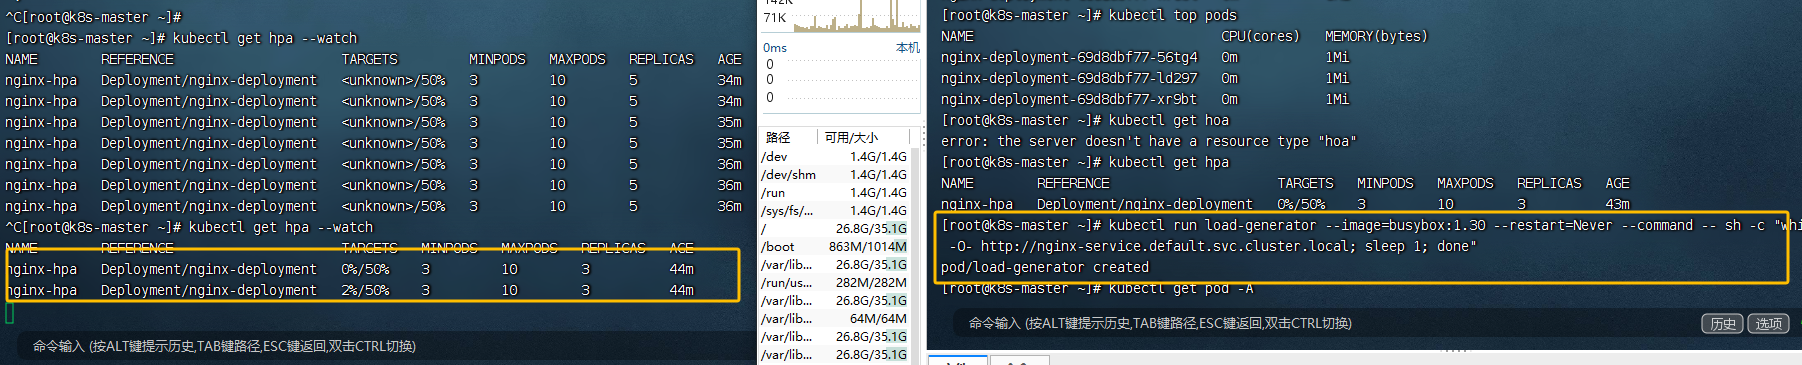 ^C[root@k8s-master ~]#
[root@k8s-master ~]# kubectl get hpa --watch
NAME REFERENCE TARGETS MINPODS MAXPODS REPLICAS AGE
nginx-hpa Deployment/nginx-deployment <unknown>/50% 3 10 5 34m
nginx-hpa Deployment/nginx-deployment <unknown>/50% 3 10 5 34m
nginx-hpa Deployment/nginx-deployment <unknown>/50% 3 10 5 35m
nginx-hpa Deployment/nginx-deployment <unknown>/50% 3 10 5 35m
nginx-hpa Deployment/nginx-deployment <unknown>/50% 3 10 5 36m
nginx-hpa Deployment/nginx-deployment <unknown>/50% 3 10 5 36m
nginx-hpa Deployment/nginx-deployment <unknown>/50% 3 10 5 36m
^C[root@k8s-master ~]# kubectl get hpa --watch
NAME REFERENCE TARGETS MINPODS MAXPODS REPLICAS AGE
nginx-hpa Deployment/nginx-deployment 0%/50% 3 10 3 44m
nginx-hpa Deployment/nginx-deployment 2%/50% 3 10 3 44m
命令输入 (按ALT键提示历史,TAB键路径,ESC键返回,双击CTRL切换)
142K
71K
0ms 本机
0
0
0
路径 可用/大小
/dev 1.4G/1.4G
/dev/shm 1.4G/1.4G
/run 1.4G/1.4G
/sys/fs/... 1.4G/1.4G
/ 26.8G/35.1G
/boot 863M/1014M
/var/lib... 26.8G/35.1G
/run/us... 282M/282M
/var/lib... 26.8G/35.1G
/var/lib... 64M/64M
/var/lib... 26.8G/35.1G
/var/lib... 26.8G/35.1G
[root@k8s-master ~]# kubectl top pods
NAME CPU(cores) MEMORY(bytes)
nginx-deployment-69d8dbf77-56tg4 0m 1Mi
nginx-deployment-69d8dbf77-ld297 0m 1Mi
nginx-deployment-69d8dbf77-xr9bt 0m 1Mi
[root@k8s-master ~]# kubectl get hoa
error: the server doesn't have a resource type "hoa"
[root@k8s-master ~]# kubectl get hpa
NAME REFERENCE TARGETS MINPODS MAXPODS REPLICAS AGE
nginx-hpa Deployment/nginx-deployment 0%/50% 3 10 3 43m
[root@k8s-master ~]# kubectl run load-generator --image=busybox:1.30 --restart=Never --command -- sh -c "whi
-O- http://nginx-service.default.svc.cluster.local; sleep 1; done"
pod/load-generator created
[root@k8s-master ~]# kubectl get pod -A
命令输入 (按ALT键提示历史,TAB键路径,ESC键返回,双击CTRL切换) 历史 选项